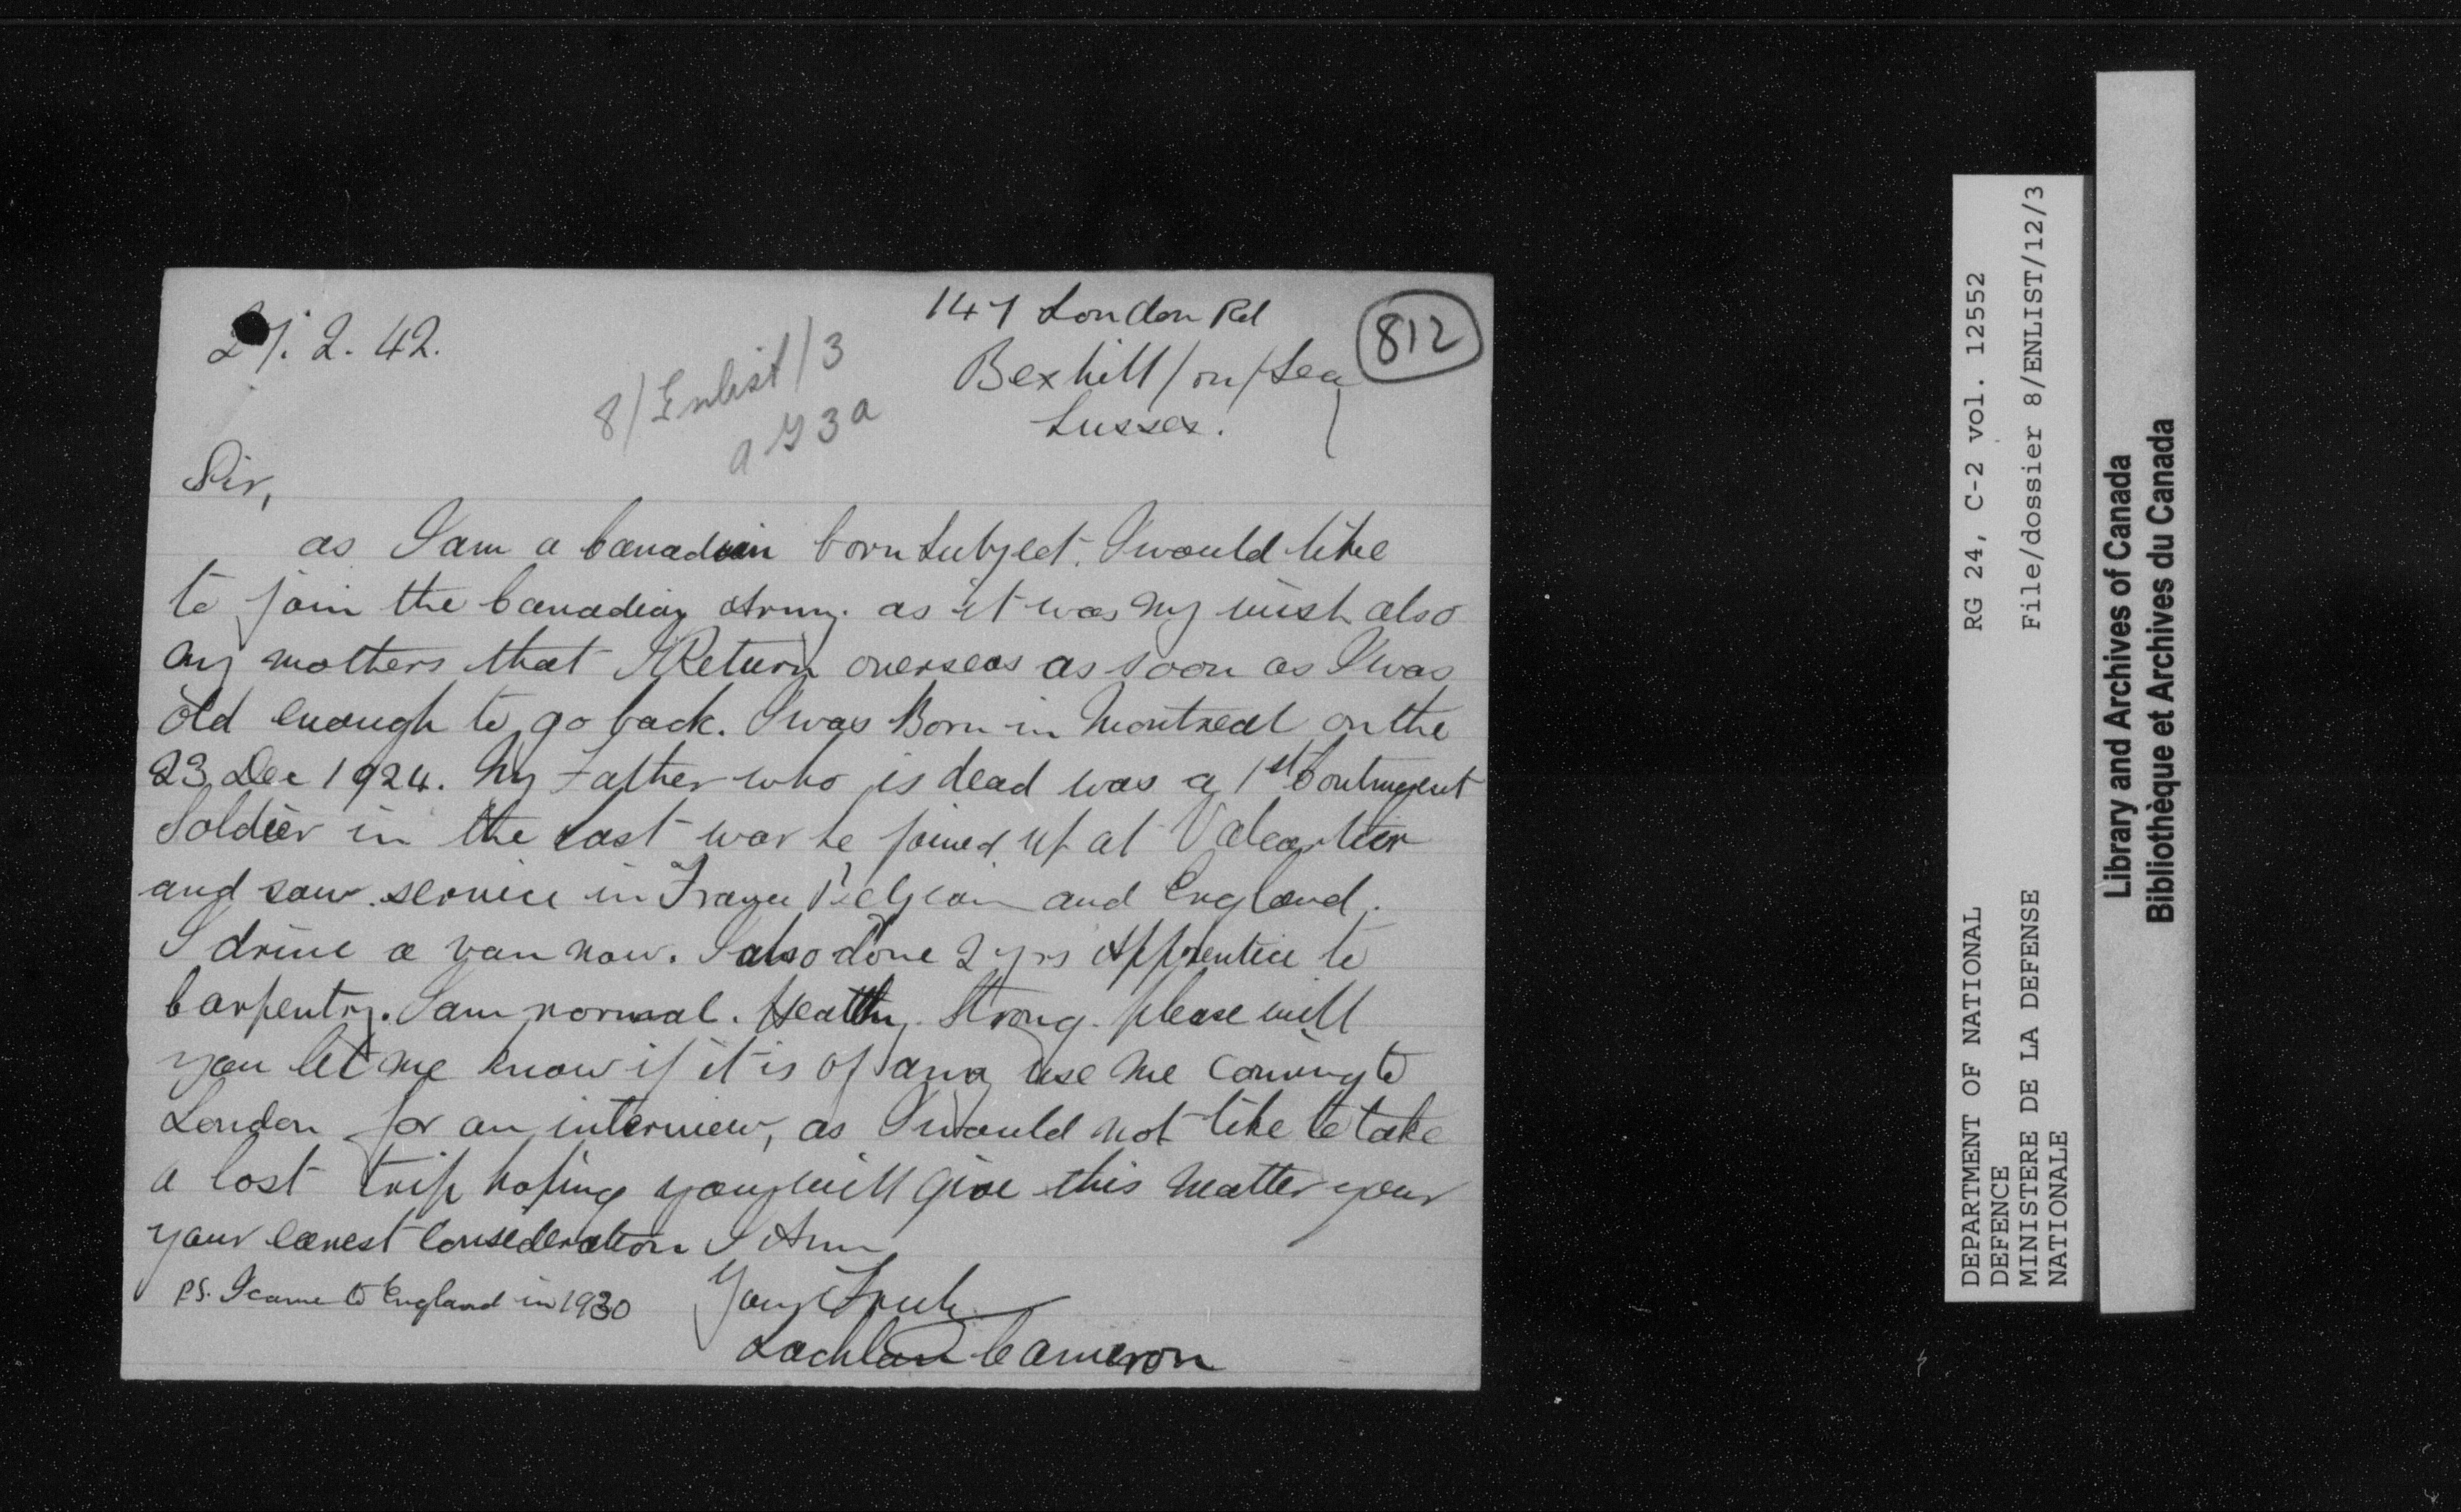 27. 2. 42.
147 London Rd
812
Bexhill/on/Sea
Sussex.
8/Enlist/3
a G 3 a
Sir,
as I am a Canadian born Subject. I would like
to join the Canadian Army. as it was my wish also
my mothers that I Return overseas as soon as I was
old enough to go back. I was Born in Montreal on the
23 Dec 1924. My Father who is dead was a 1st Contingent
Soldier in the last war he joined up at Valcartier
and saw service in France Belgium and England.
I drive a van now. I also done 2 yrs Apprentice to
Carpentry. I am normal. Healthy. Strong. please will
you let me know if it is of any use me coming to
London for an interview, as I would not like to take
a lost trip hoping you will give this matter your
your earnest Consederation I Am
PS. I came to England in 1930
Yours Truly
Lachlan Cameron
DEPARTMENT OF NATIONAL
DEFENCE
MINISTERE DE LA DEFENSE
NATIONALE
RG 24, C-2 vol. 12552
File/dossier 8/ENLIST/12/3
Library and Archives of Canada
Bibliothèque et Archives du Canada